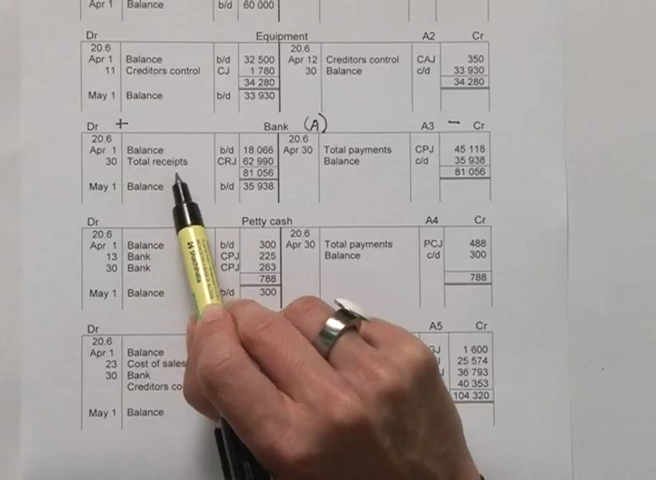 Apr 1 Balance b/d 60 000
Dr Equipment A2 Cr
20.6 20.6
Apr 1 Balance b/d 32 500 Apr 12 Creditors control CAJ 350
11 Creditors control CJ 1 780 30 Balance c/d 33 930
34 280 34 280
May 1 Balance b/d 33 930
Dr + Bank (A) A3 - Cr
20.6 20.6
Apr 1 Balance b/d 18 066 Apr 30 Total payments CPJ 45 118
30 Total receipts CRJ 62 990 Balance c/d 35 938
81 056 81 056
May 1 Balance b/d 35 938
Dr Petty cash A4 Cr
20.6 20.6
Apr 1 Balance b/d 300 Apr 30 Total payments PCJ 488
13 Bank CPJ 225 Balance c/d 300
30 Bank CPJ 263
788 788
May 1 Balance b/d 300
Dr A5 Cr
20.6
Apr 1 Balance GJ 1 600
23 Cost of sales 25 574
30 Bank 36 793
Creditors co 40 353
104 320
May 1 Balance